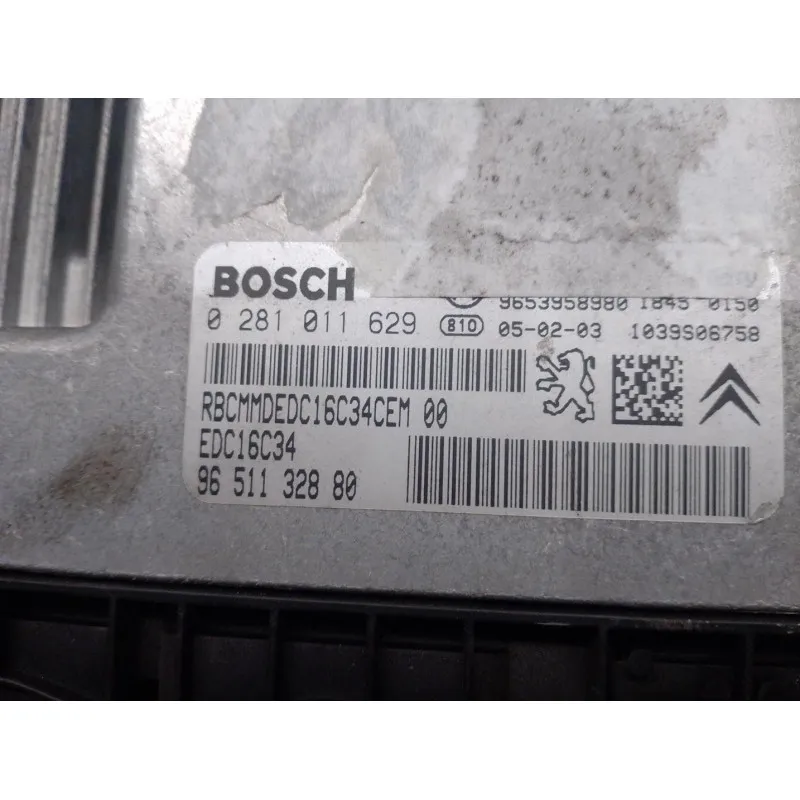 BOSCH 9653958980 1845 0150
0 281 011 629 810 05-02-03 1039S06758
RBCMMDEDC16C34CEM 00
EDC16C34
96 511 328 80